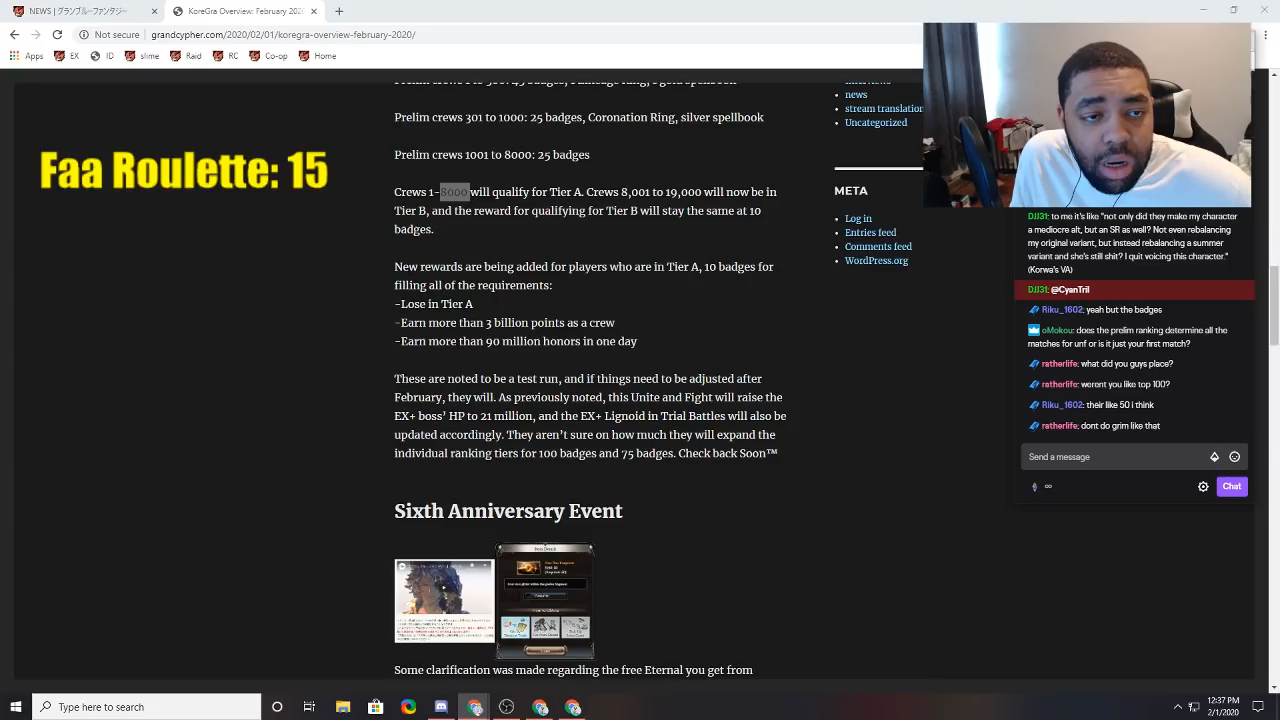 NEWS | グランブルーファンタジー
KoreGra Overview: February 2020
Not secure
grandcypher.com/2020/02/01/koregra-overview-february-2020/
Apps
EX
ID
slime
Raid
RC
Co-op
Home
Faa Roulette: 15
Prelim crews 301 to 1000: 25 badges, Coronation Ring, silver spellbook
Prelim crews 1001 to 8000: 25 badges
Crews 1-8000 will qualify for Tier A. Crews 8,001 to 19,000 will now be in
Tier B, and the reward for qualifying for Tier B will stay the same at 10
badges.
New rewards are being added for players who are in Tier A, 10 badges for
filling all of the requirements:
-Lose in Tier A
-Earn more than 3 billion points as a crew
-Earn more than 90 million honors in one day
These are noted to be a test run, and if things need to be adjusted after
February, they will. As previously noted, this Unite and Fight will raise the
EX+ boss’ HP to 21 million, and the EX+ Lignoid in Trial Battles will also be
updated accordingly. They aren’t sure on how much they will expand the
individual ranking tiers for 100 badges and 75 badges. Check back Soon™
Sixth Anniversary Event
Some clarification was made regarding the free Eternal you get from
news
stream translation
Uncategorized
META
Log in
Entries feed
Comments feed
WordPress.org
DJJ31: to me it's like "not only did they make my character
a mediocre alt, but an SR as well? Not even rebalancing
my original variant, but instead rebalancing a summer
variant and she's still shit? I quit voicing this character."
(Korwa's VA)
DJJ31: @CyanTril
Riku_1602: yeah but the badges
oMokou: does the prelim ranking determine all the
matches for unf or is it just your first match?
ratherlife: what did you guys place?
ratherlife: werent you like top 100?
Riku_1602: their like 50 i think
ratherlife: dont do grim like that
Send a message
∞
Chat
Type here to search
12:37 PM
2/1/2020